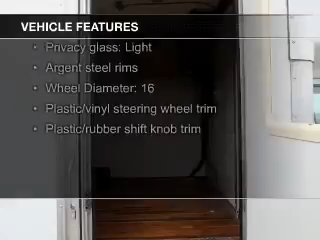 VEHICLE FEATURES
• Privacy glass: Light
• Argent steel rims
• Wheel Diameter: 16
• Plastic/vinyl steering wheel trim
• Plastic/rubber shift knob trim